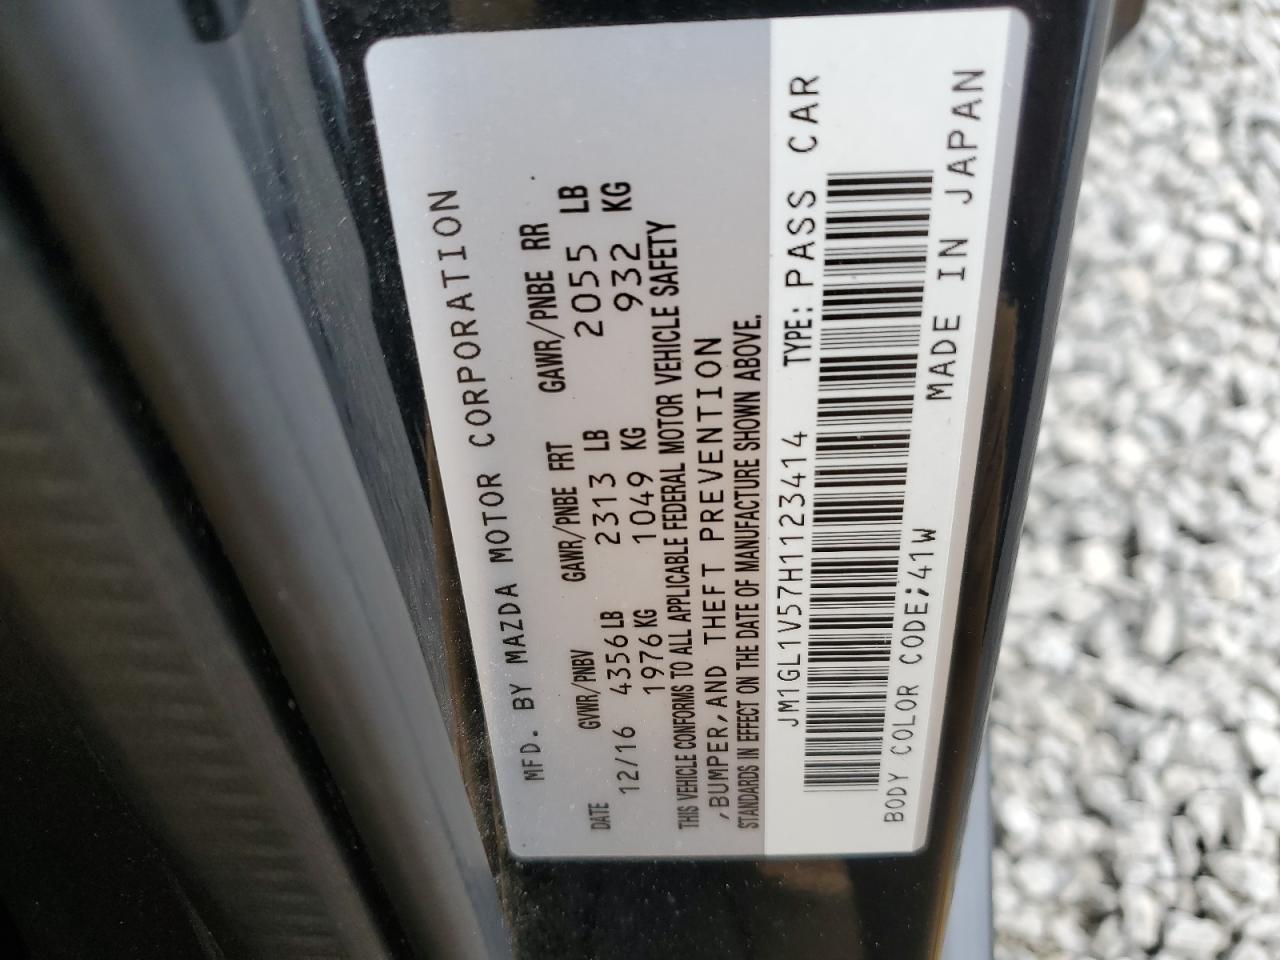 MFD. BY MAZDA MOTOR CORPORATION
DATE GVWR/PNBV GAWR/PNBE FRT GAWR/PNBE RR
12/16 4356 LB 2313 LB 2055 LB
1976 KG 1049 KG 932 KG
THIS VEHICLE CONFORMS TO ALL APPLICABLE FEDERAL MOTOR VEHICLE SAFETY
,BUMPER,AND THEFT PREVENTION
STANDARDS IN EFFECT ON THE DATE OF MANUFACTURE SHOWN ABOVE.
JM1GL1V57H1123414 TYPE: PASS CAR
BODY COLOR CODE;41W MADE IN JAPAN